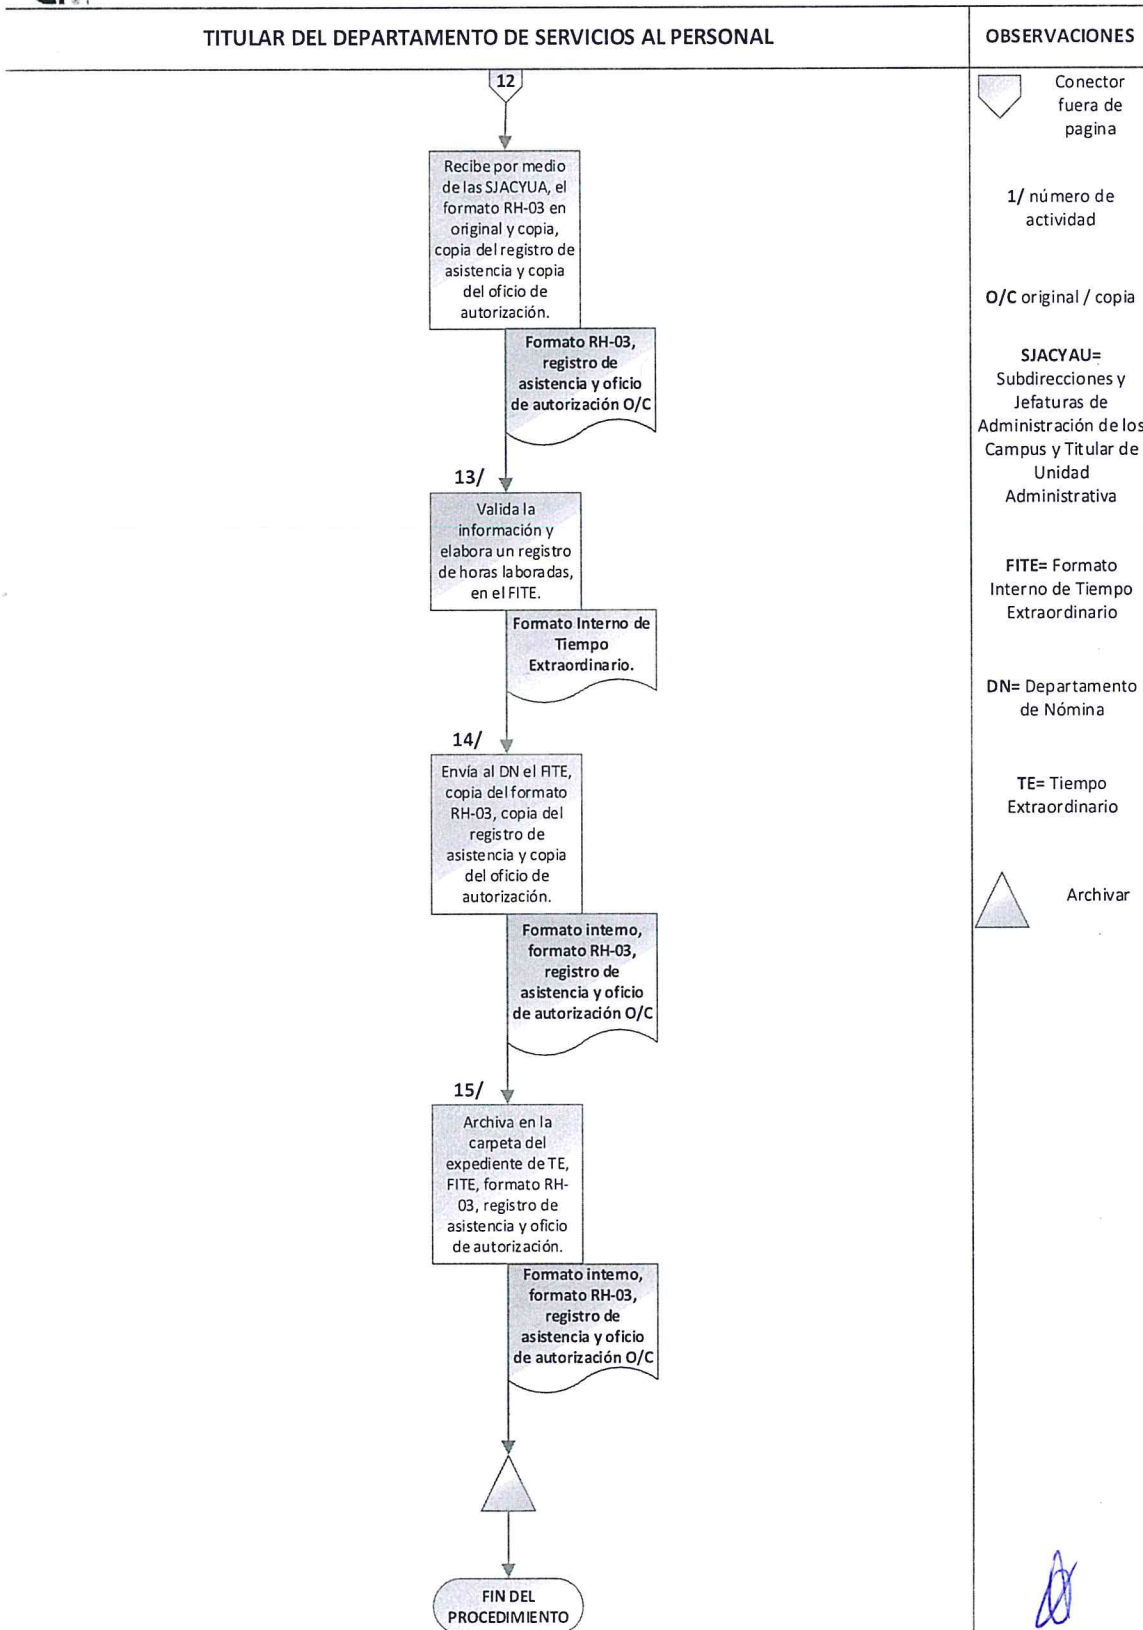 TITULAR DEL DEPARTAMENTO DE SERVICIOS AL PERSONAL
OBSERVACIONES
12
Recibe por medio
de las SJACYUA, el
formato RH-03 en
original y copia,
copia del registro de
asistencia y copia
del oficio de
autorización.
Formato RH-03,
registro de
asistencia y oficio
de autorización O/C
13/
Valida la
información y
elabora un registro
de horas laboradas,
en el FITE.
Formato Interno de
Tiempo
Extraordinario.
14/
Envía al DN el FITE,
copia del formato
RH-03, copia del
registro de
asistencia y copia
del oficio de
autorización.
Formato interno,
formato RH-03,
registro de
asistencia y oficio
de autorización O/C
15/
Archiva en la
carpeta del
expediente de TE,
FITE, formato RH-
03, registro de
asistencia y oficio
de autorización.
Formato interno,
formato RH-03,
registro de
asistencia y oficio
de autorización O/C
FIN DEL
PROCEDIMIENTO
Conector
fuera de
pagina
1/ número de
actividad
O/C original / copia
SJACYAU=
Subdirecciones y
Jefaturas de
Administración de los
Campus y Titular de
Unidad
Administrativa
FITE= Formato
Interno de Tiempo
Extraordinario
DN= Departamento
de Nómina
TE= Tiempo
Extraordinario
Archivar